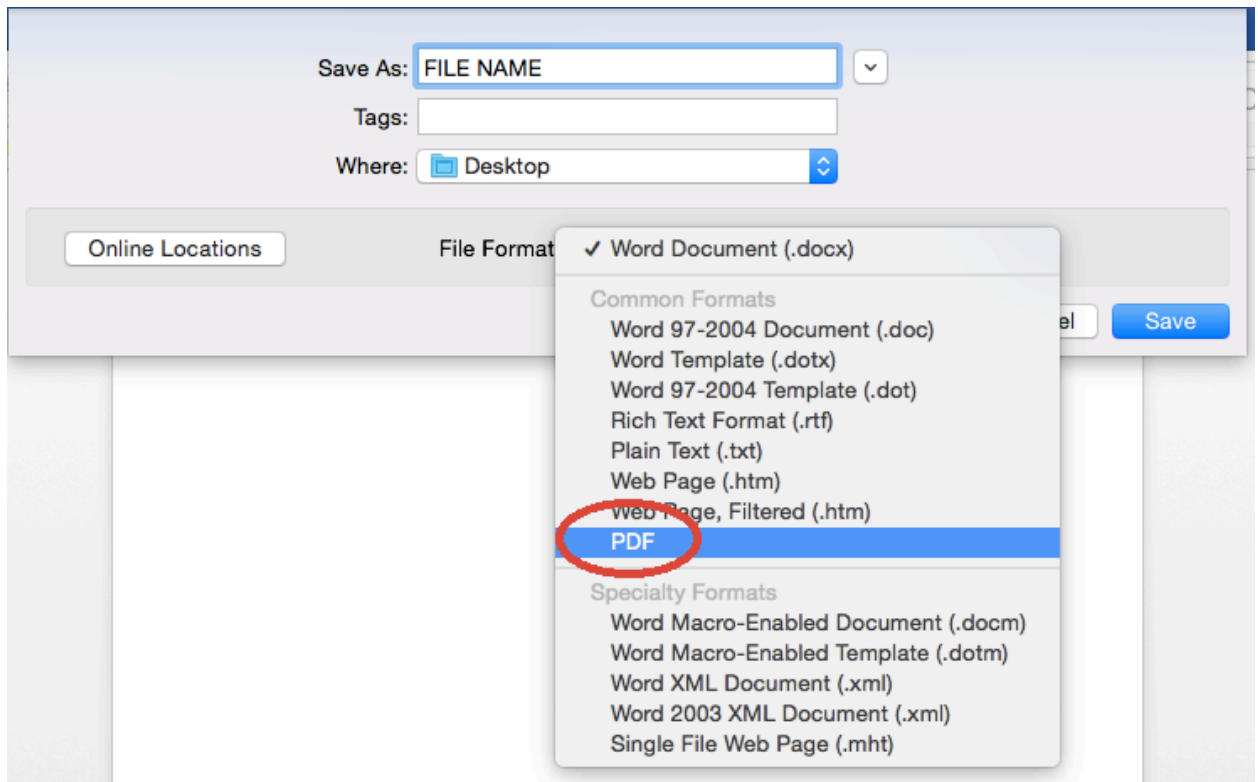 Save As: FILE NAME
Tags:
Where: Desktop
Online Locations File Format ✓ Word Document (.docx)
Common Formats
el Save
Word 97-2004 Document (.doc)
Word Template (.dotx)
Word 97-2004 Template (.dot)
Rich Text Format (.rtf)
Plain Text (.txt)
Web Page (.htm)
Web Page, Filtered (.htm)
PDF
Specialty Formats
Word Macro-Enabled Document (.docm)
Word Macro-Enabled Template (.dotm)
Word XML Document (.xml)
Word 2003 XML Document (.xml)
Single File Web Page (.mht)